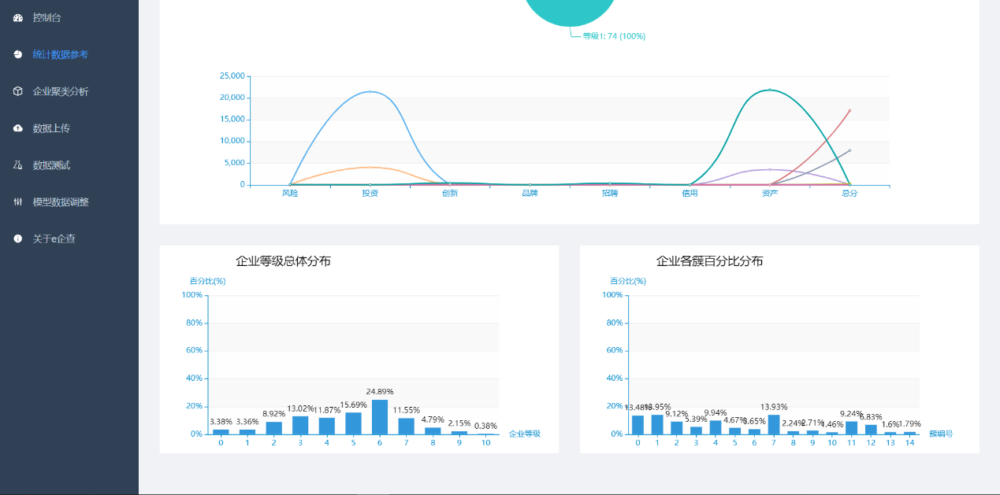 控制台
统计数据参考
企业聚类分析
数据上传
数据测试
模型数据调整
关于e企查
等级1: 74 (100%)
25,000
20,000
15,000
10,000
5,000
0
风险 投资 创新 品牌 招聘 信用 资产 总分
企业等级总体分布
百分比(%)
100%
80%
60%
40%
20%
0%
3.38% 3.36% 8.92% 13.02% 11.87% 15.69% 24.89% 11.55% 4.79% 2.15% 0.38%
企业等级
0 1 2 3 4 5 6 7 8 9 10
企业各簇百分比分布
百分比(%)
100%
80%
60%
40%
20%
0%
13.48% 13.95% 9.12% 5.39% 9.94% 4.67% 3.65% 13.93% 2.24% 2.71% 1.46% 9.24% 6.83% 1.6% 1.79%
簇编号
0 1 2 3 4 5 6 7 8 9 10 11 12 13 14